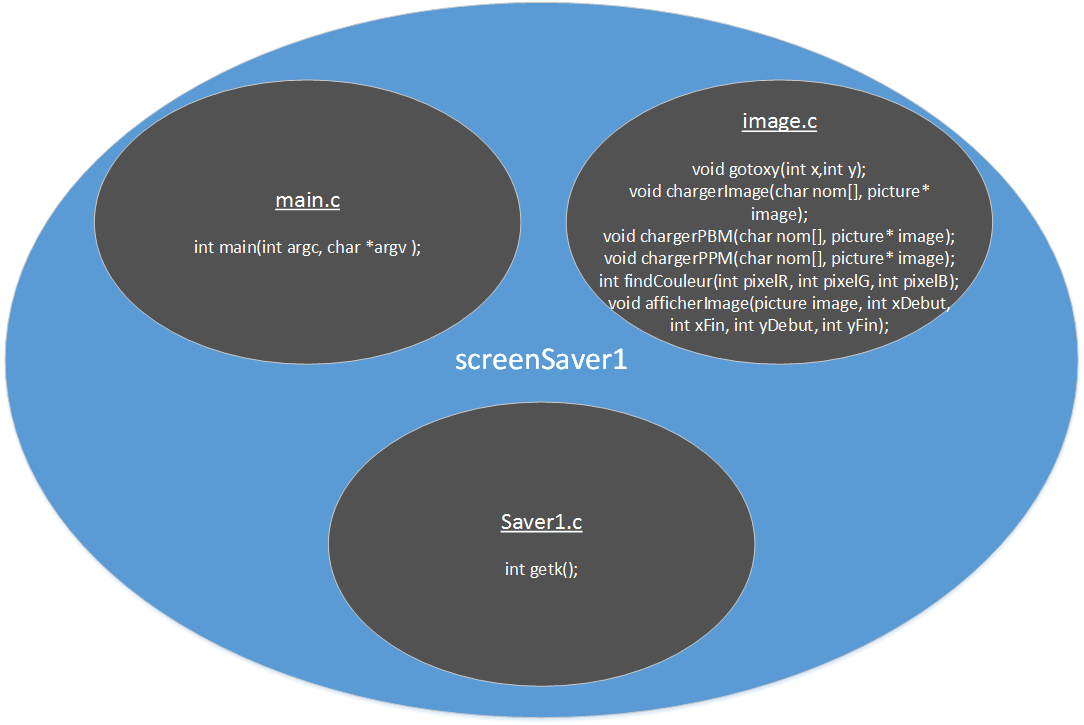 main.c
int main(int argc, char *argv );
image.c
void gotoxy(int x,int y);
void chargerImage(char nom[], picture*
image);
void chargerPBM(char nom[], picture* image);
void chargerPPM(char nom[], picture* image);
int findCouleur(int pixelR, int pixelG, int pixelB);
void afficherImage(picture image, int xDebut,
int xFin, int yDebut, int yFin);
screenSaver1
Saver1.c
int getk();